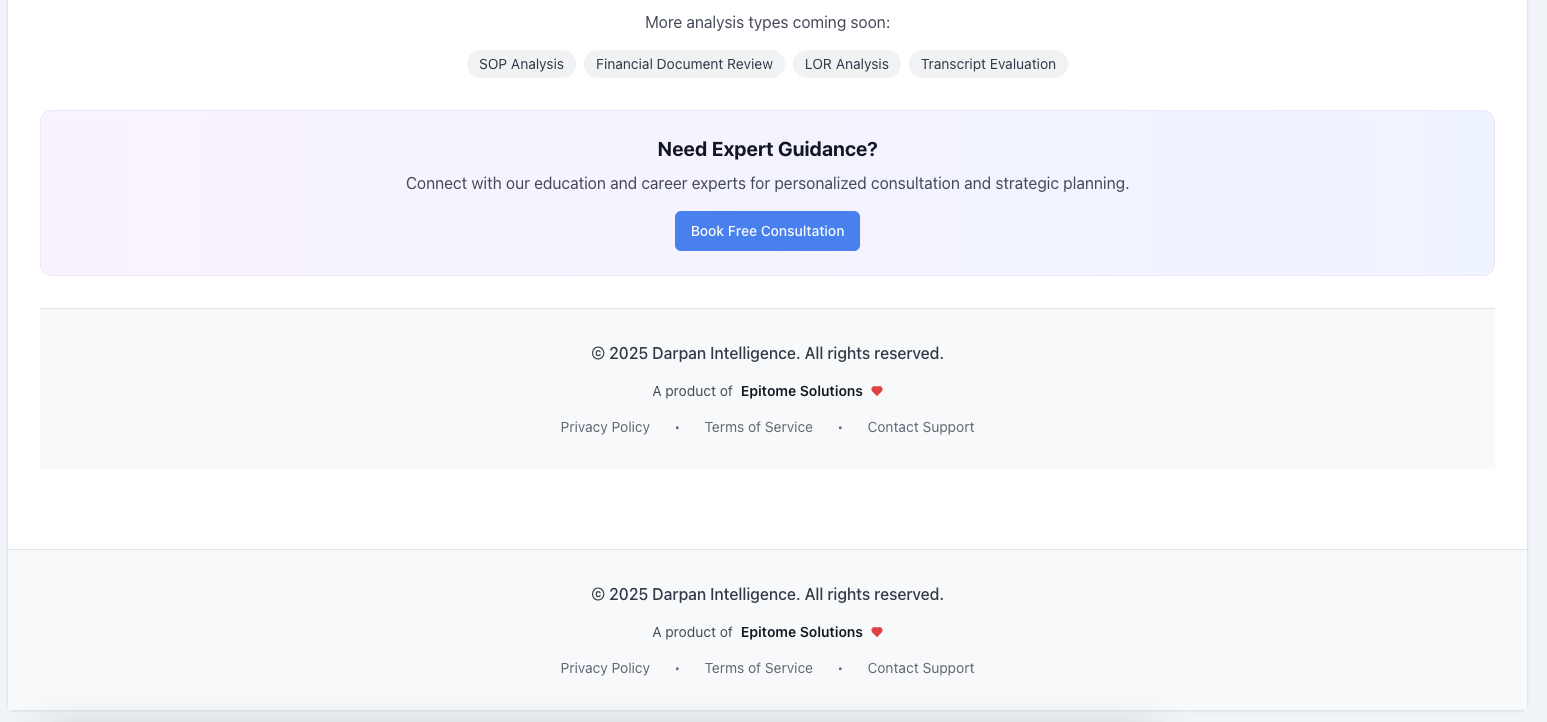 More analysis types coming soon:
SOP Analysis Financial Document Review LOR Analysis Transcript Evaluation
Need Expert Guidance?
Connect with our education and career experts for personalized consultation and strategic planning.
Book Free Consultation
© 2025 Darpan Intelligence. All rights reserved.
A product of Epitome Solutions ❤
Privacy Policy • Terms of Service • Contact Support
© 2025 Darpan Intelligence. All rights reserved.
A product of Epitome Solutions ❤
Privacy Policy • Terms of Service • Contact Support